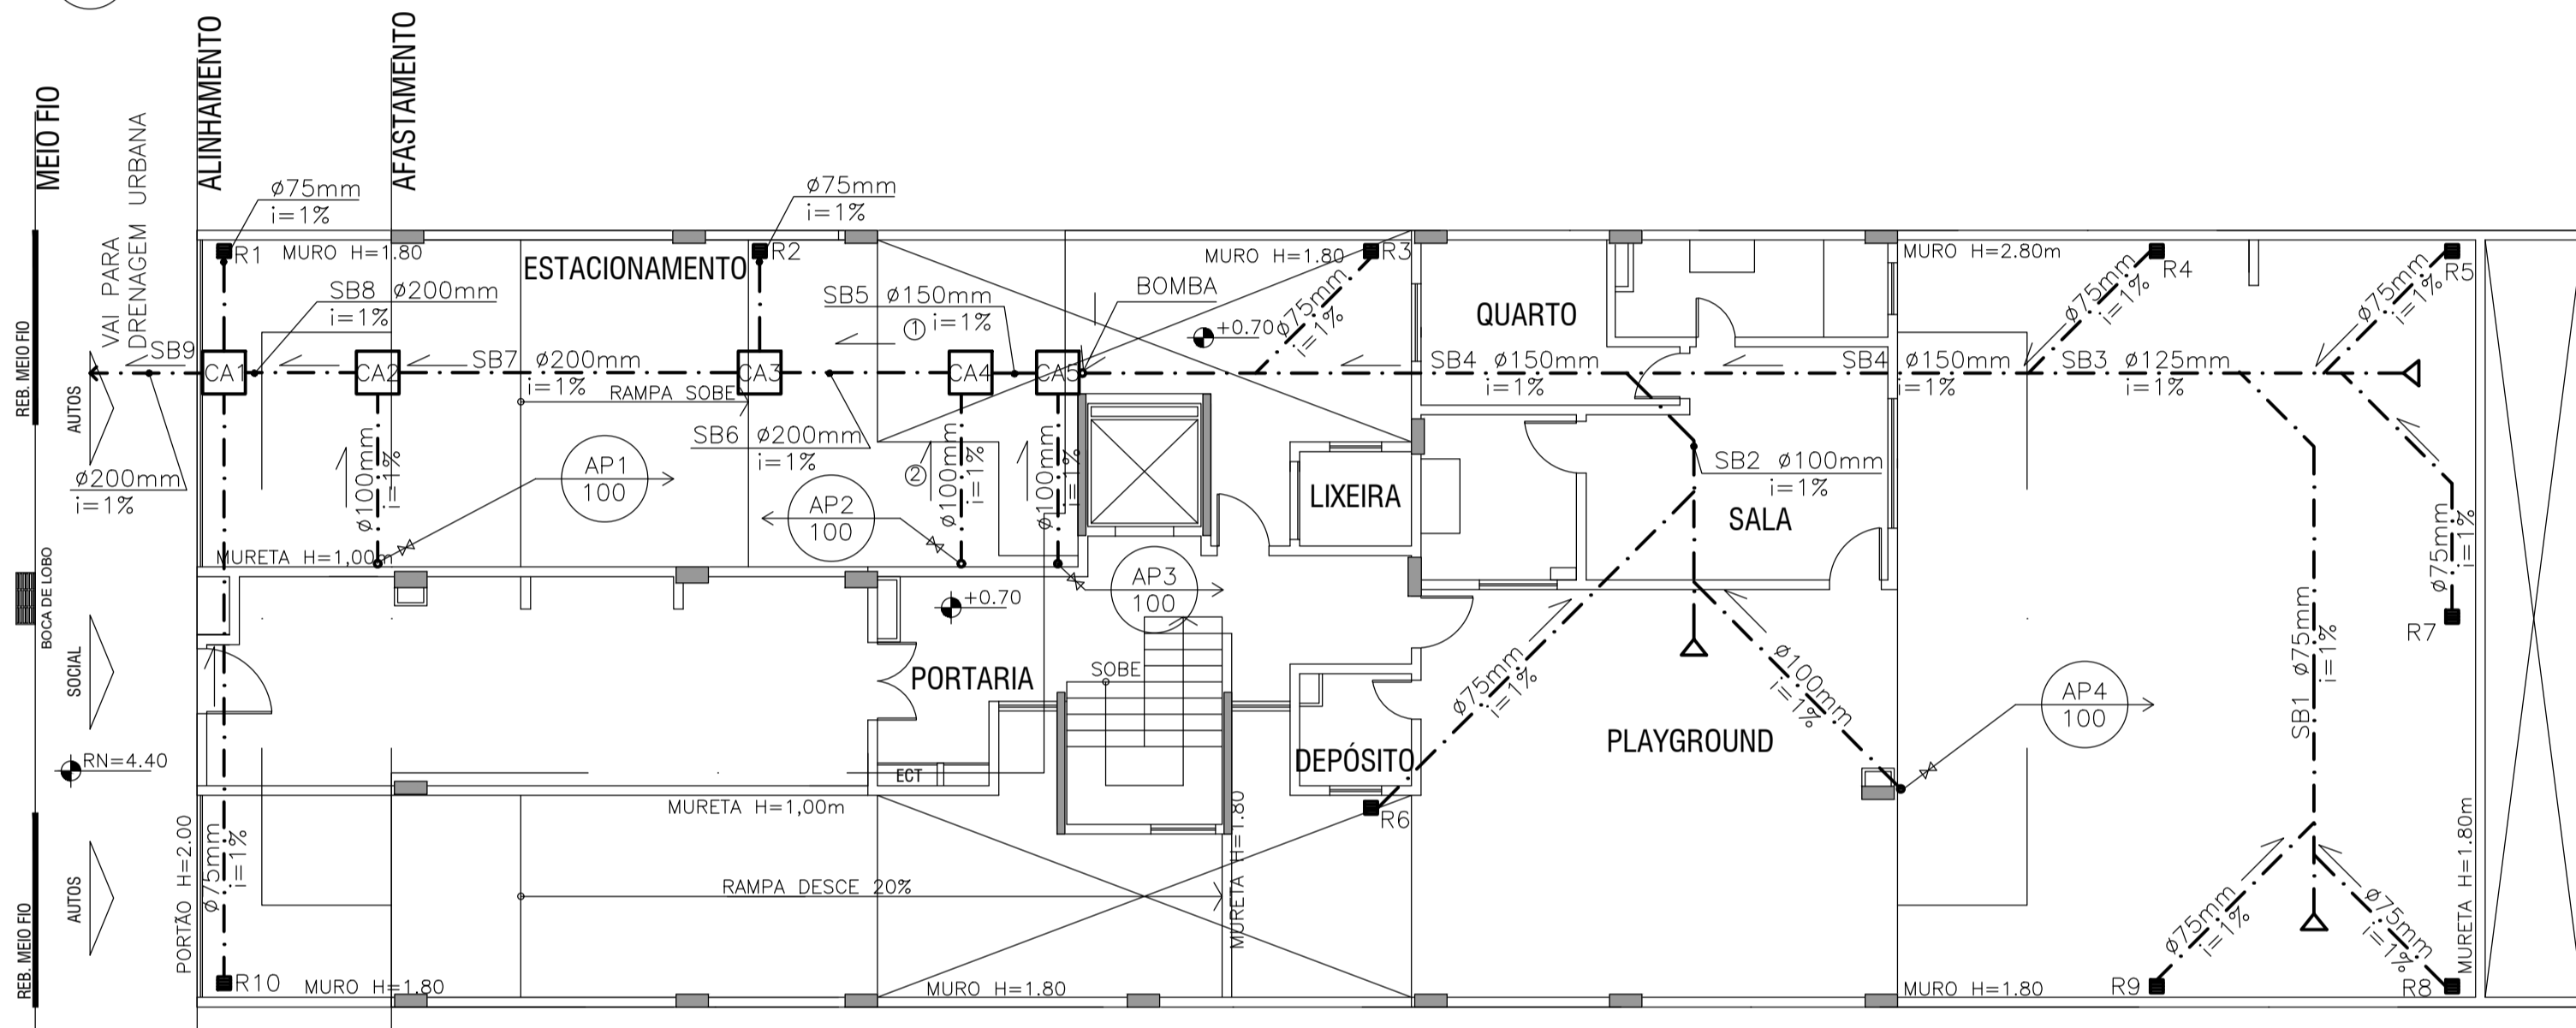 MEIO FIO
ALINHAMENTO
AFASTAMENTO
VAI PARA
DRENAGEM URBANA
ø75mm
i=1%
ø75mm
i=1%
R1
MURO H=1.80
ESTACIONAMENTO
R2
MURO H=1.80
R3
MURO H=2.80m
R4
R5
SB8 ø200mm
i=1%
SB5 ø150mm
① i=1%
BOMBA
+0.70
ø75mm
i=1%
QUARTO
ø75mm
i=1%
ø75mm
i=1%
REB. MEIO FIO
AUTOS
SB9
CA1
CA2
SB7 ø200mm
i=1%
CA3
CA4
CA5
SB4 ø150mm
i=1%
SB4 ø150mm
i=1%
SB3 ø125mm
i=1%
RAMPA SOBE
SB6 ø200mm
i=1%
ø200mm
i=1%
ø100mm
i=1%
AP1
100
AP2
100
②
ø100mm
i=1%
ø100mm
i=1%
LIXEIRA
SB2 ø100mm
i=1%
SALA
ø75mm
i=1%
MURETA H=1,00m
BOCA DE LOBO
AP3
100
+0.70
R7
SOCIAL
PORTARIA
SOBE
ø75mm
i=1%
ø100mm
i=1%
SB1 ø75mm
i=1%
AP4
100
RN=4.40
ECT
DEPÓSITO
PLAYGROUND
MURETA H=1,00m
R6
MURETA H=1.80
MURETA H=1.80m
PORTÃO H=2.00
ø75mm
i=1%
AUTOS
REB. MEIO FIO
RAMPA DESCE 20%
ø75mm
i=1%
ø75mm
i=1%
R10
MURO H=1.80
MURO H=1.80
MURO H=1.80
R9
R8